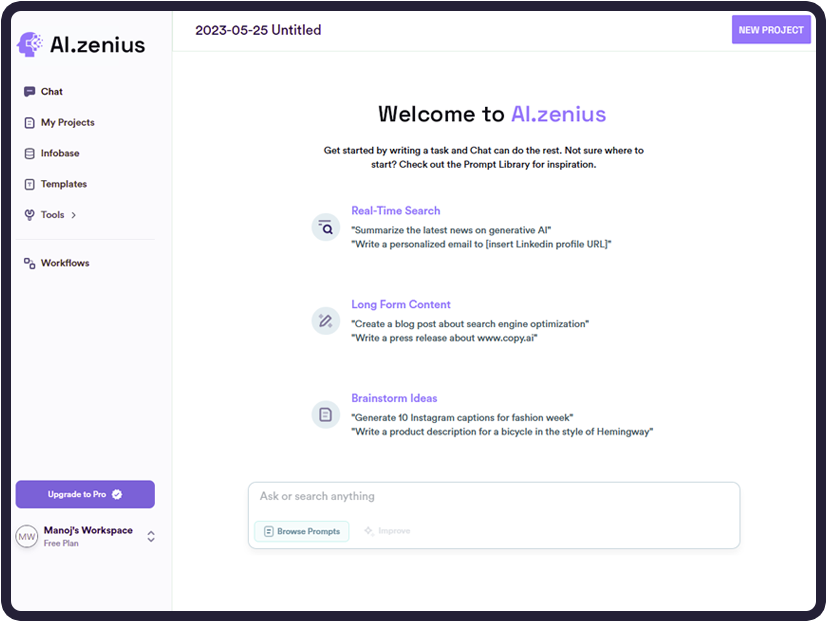 AI.zenius
2023-05-25 Untitled
NEW PROJECT
Chat
My Projects
Infobase
Templates
Tools
Workflows
Welcome to AI.zenius
Get started by writing a task and Chat can do the rest. Not sure where to
start? Check out the Prompt Library for inspiration.
Real-Time Search
"Summarize the latest news on generative AI"
"Write a personalized email to [insert Linkedin profile URL]"
Long Form Content
"Create a blog post about search engine optimization"
"Write a press release about www.copy.ai"
Brainstorm Ideas
"Generate 10 Instagram captions for fashion week"
"Write a product description for a bicycle in the style of Hemingway"
Ask or search anything
Browse Prompts
Improve
Upgrade to Pro
MW
Manoj's Workspace
Free Plan